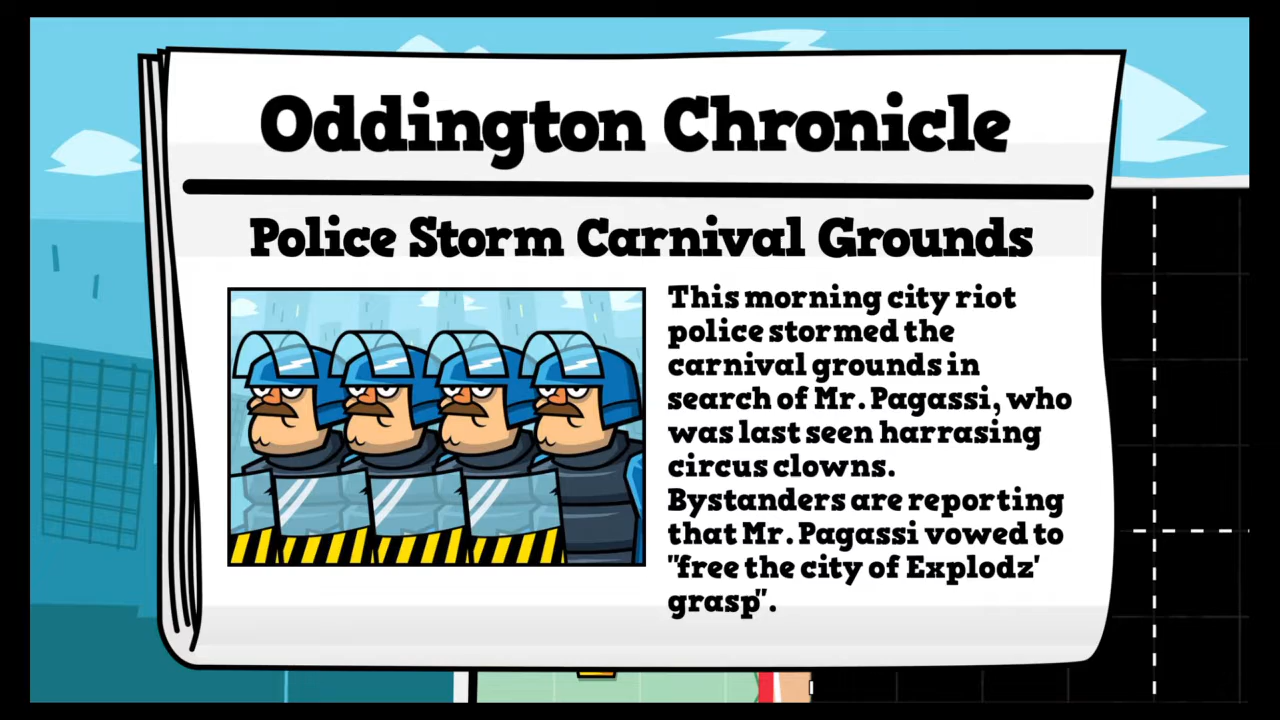 Oddington Chronicle
Police Storm Carnival Grounds
This morning city riot
police stormed the
carnival grounds in
search of Mr. Pagassi, who
was last seen harrasing
circus clowns.
Bystanders are reporting
that Mr. Pagassi vowed to
"free the city of Explodz'
grasp".